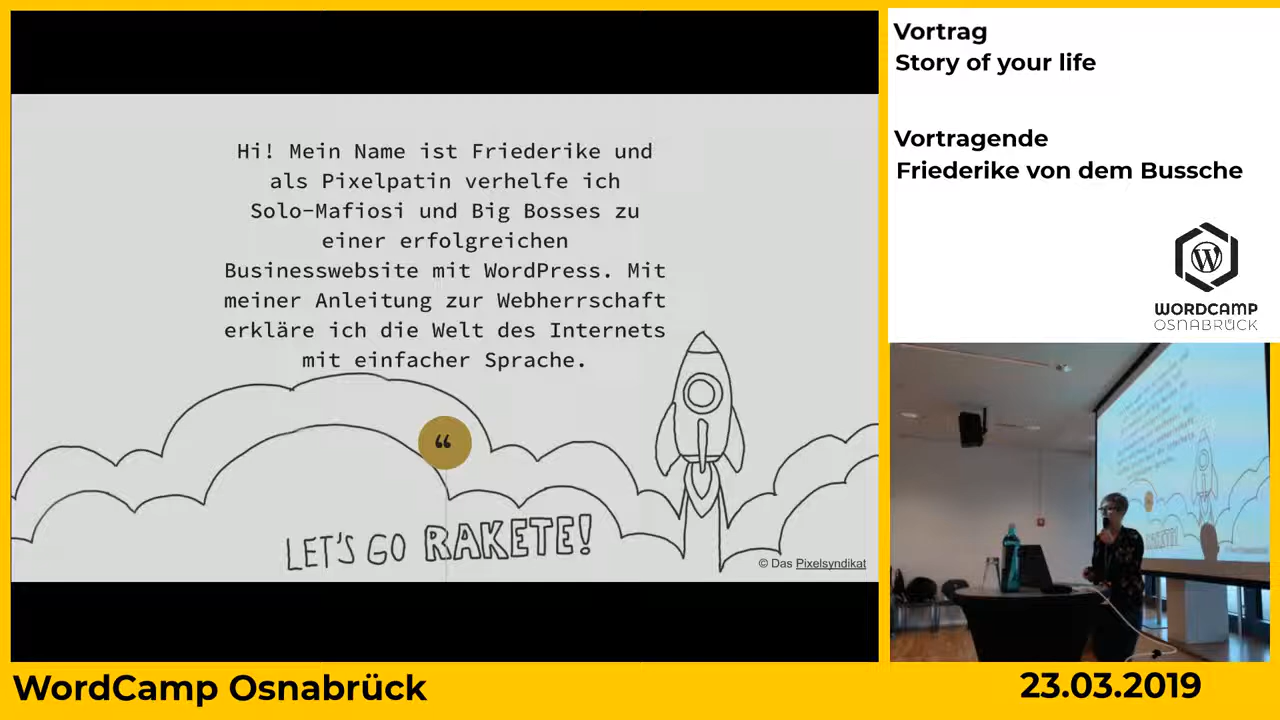 Hi! Mein Name ist Friederike und
als Pixelpatin verhelfe ich
Solo-Mafiosi und Big Bosses zu
einer erfolgreichen
Businesswebsite mit WordPress. Mit
meiner Anleitung zur Webherrschaft
erkläre ich die Welt des Internets
mit einfacher Sprache.
“
LET'S GO RAKETE!
© Das Pixelsyndikat
Vortrag
Story of your life
Vortragende
Friederike von dem Bussche
WORDCAMP
OSNABRÜCK
WordCamp Osnabrück
23.03.2019